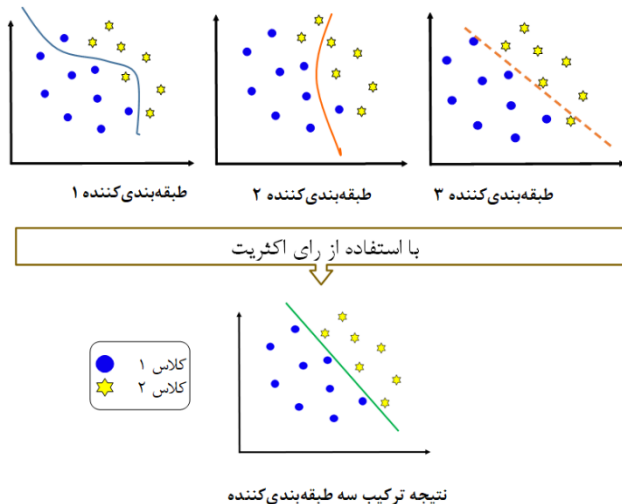 طبقه‌بندی‌کننده ۱
طبقه‌بندی‌کننده ۲
طبقه‌بندی‌کننده ۳
با استفاده از رای اکثریت
کلاس ۱
کلاس ۲
نتیجه ترکیب سه طبقه‌بندی‌کننده